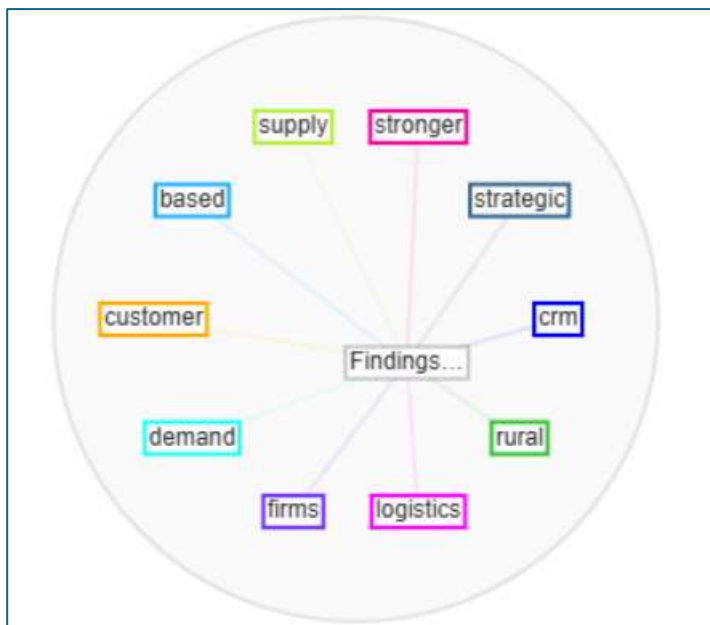 supply stronger
based strategic
customer crm
Findings…
demand rural
firms logistics